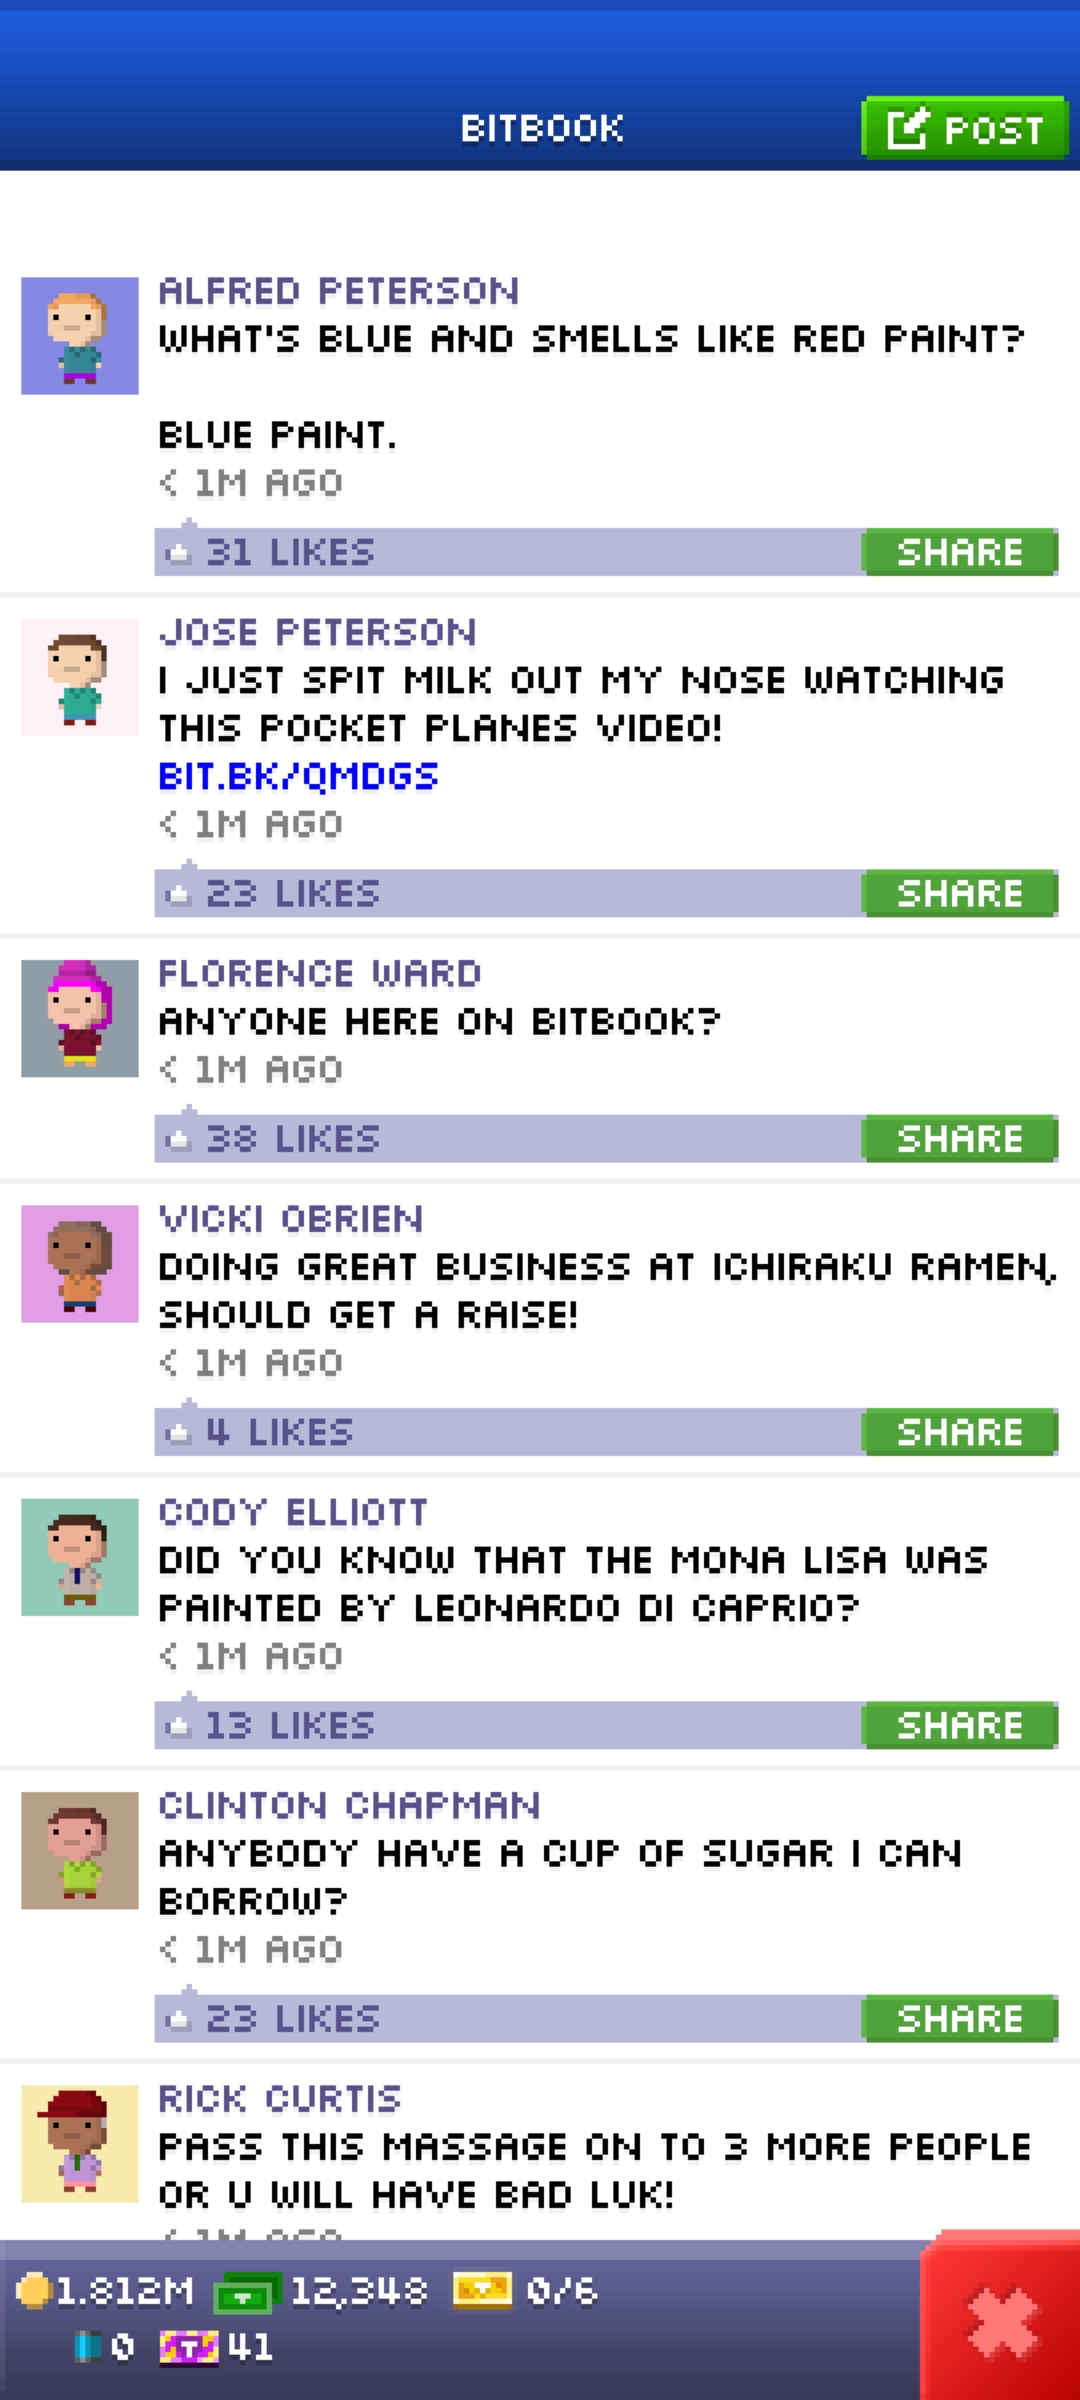 BITBOOK
POST
ALFRED PETERSON
WHAT'S BLUE AND SMELLS LIKE RED PAINT?
BLUE PAINT.
< 1M AGO
31 LIKES
SHARE
JOSE PETERSON
I JUST SPIT MILK OUT MY NOSE WATCHING
THIS POCKET PLANES VIDEO!
BIT.BK/QMDGS
< 1M AGO
23 LIKES
SHARE
FLORENCE WARD
ANYONE HERE ON BITBOOK?
< 1M AGO
38 LIKES
SHARE
VICKI OBRIEN
DOING GREAT BUSINESS AT ICHIRAKU RAMEN,
SHOULD GET A RAISE!
< 1M AGO
4 LIKES
SHARE
CODY ELLIOTT
DID YOU KNOW THAT THE MONA LISA WAS
PAINTED BY LEONARDO DI CAPRIO?
< 1M AGO
13 LIKES
SHARE
CLINTON CHAPMAN
ANYBODY HAVE A CUP OF SUGAR I CAN
BORROW?
< 1M AGO
23 LIKES
SHARE
RICK CURTIS
PASS THIS MASSAGE ON TO 3 MORE PEOPLE
OR U WILL HAVE BAD LUK!
< 1M AGO
1.812M 12,348 0/6
0 41